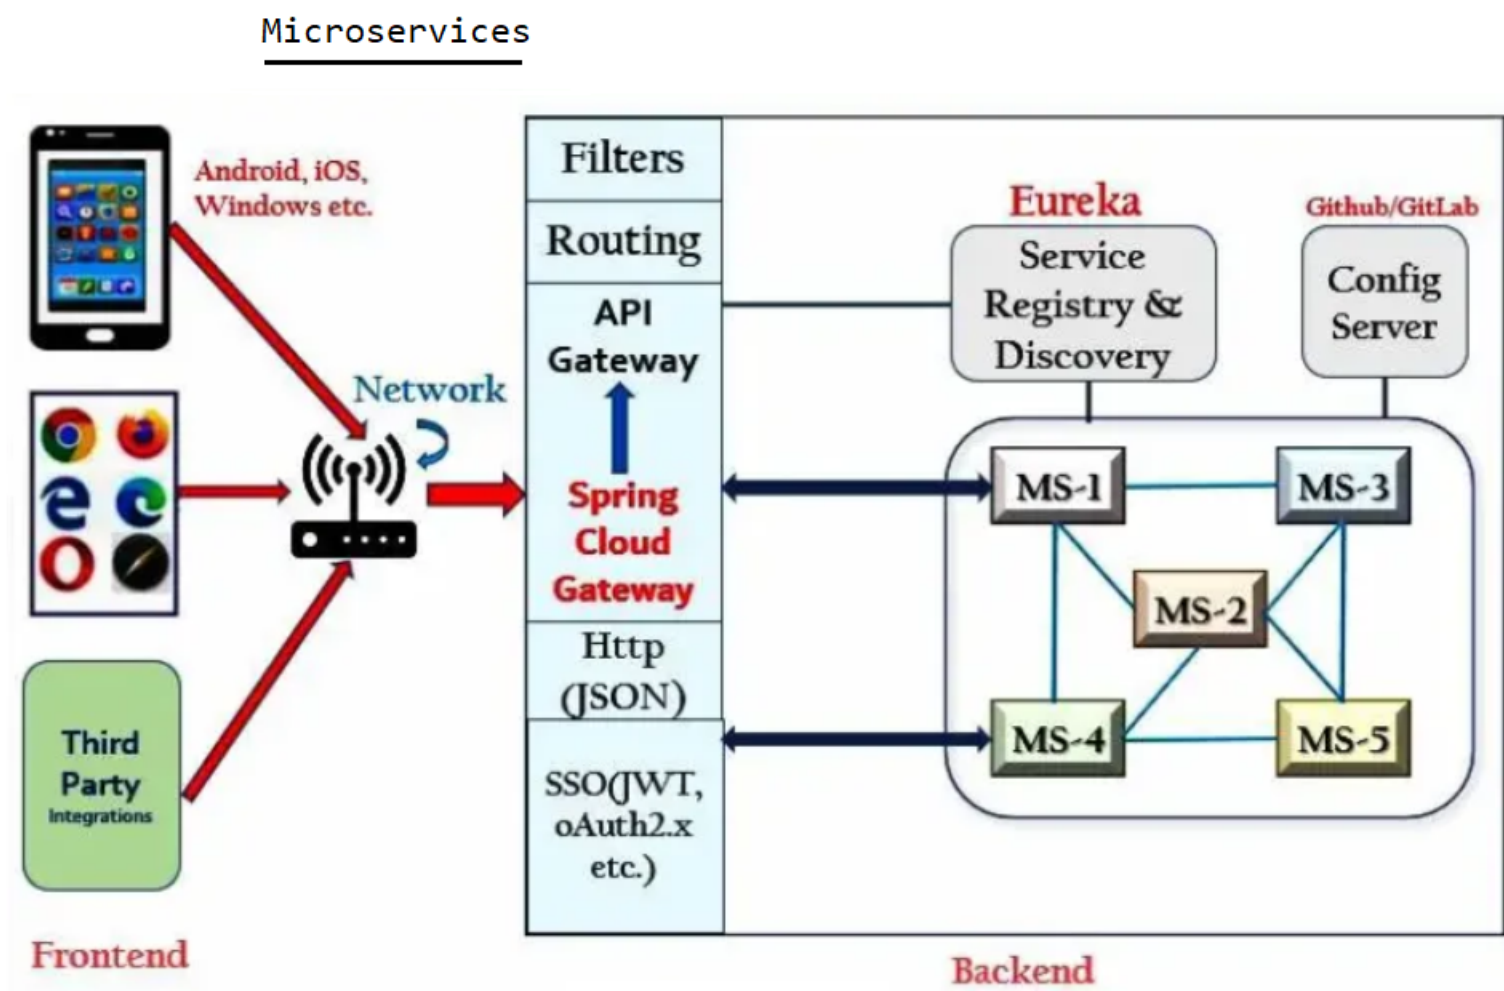 Microservices
Android, iOS,
Windows etc.
Network
Third
Party
Integrations
Frontend
Filters
Routing
API
Gateway
Spring
Cloud
Gateway
Http
(JSON)
SSO(JWT,
oAuth2.x
etc.)
Eureka
Service
Registry &
Discovery
Github/GitLab
Config
Server
MS-1
MS-3
MS-2
MS-4
MS-5
Backend